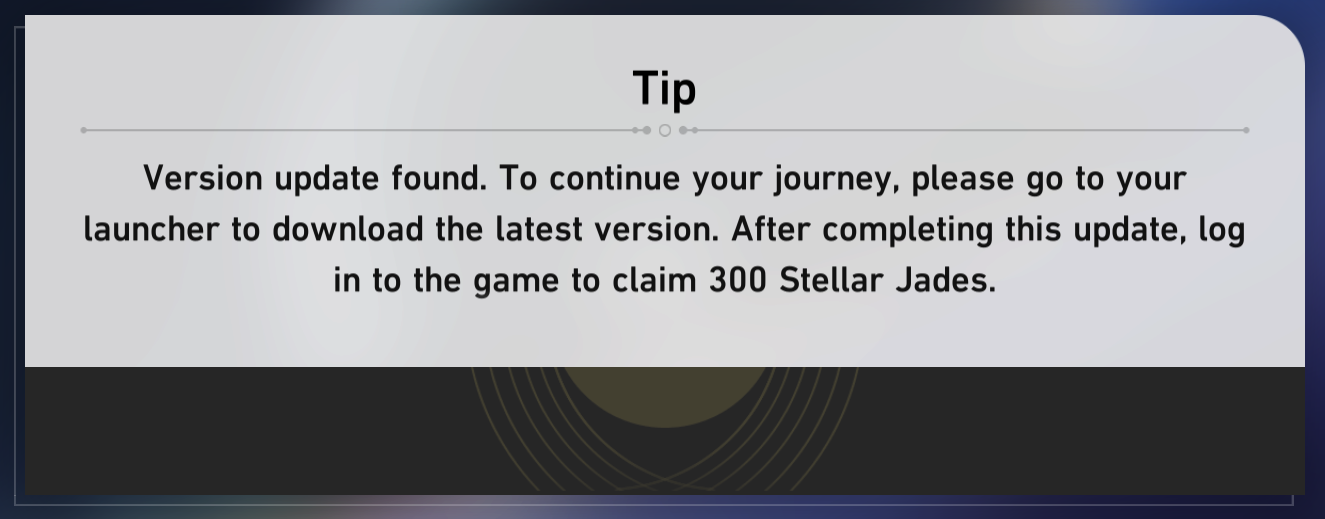 Tip
Version update found. To continue your journey, please go to your
launcher to download the latest version. After completing this update, log
in to the game to claim 300 Stellar Jades.